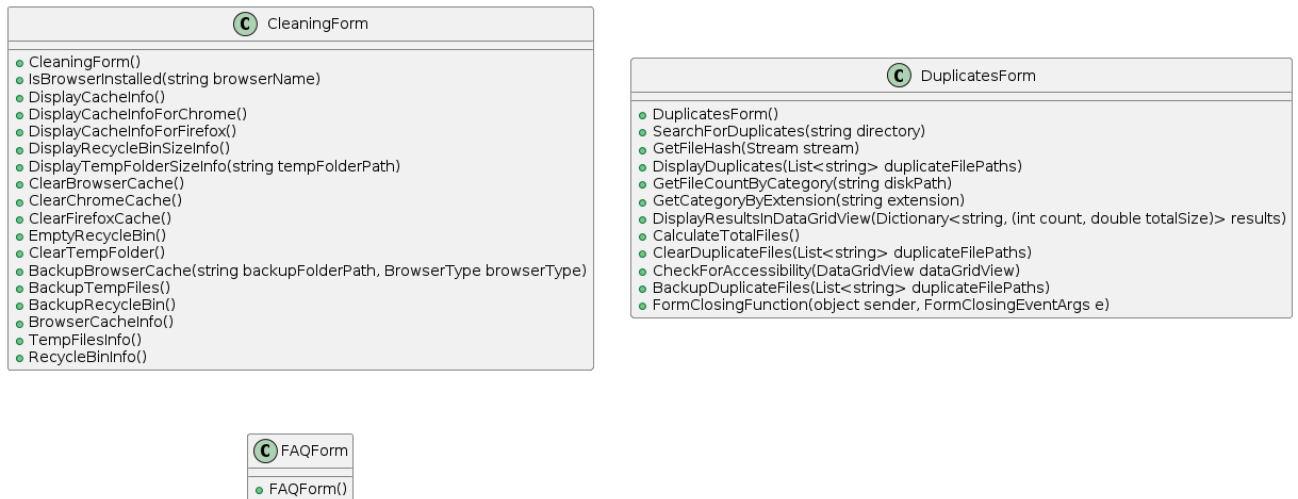 C CleaningForm
CleaningForm()
IsBrowserInstalled(string browserName)
DisplayCacheInfo()
DisplayCacheInfoForChrome()
DisplayCacheInfoForFirefox()
DisplayRecycleBinSizeInfo()
DisplayTempFolderSizeInfo(string tempFolderPath)
ClearBrowserCache()
ClearChromeCache()
ClearFirefoxCache()
EmptyRecycleBin()
ClearTempFolder()
BackupBrowserCache(string backupFolderPath, BrowserType browserType)
BackupTempFiles()
BackupRecycleBin()
BrowserCacheInfo()
TempFilesInfo()
RecycleBinInfo()
C DuplicatesForm
DuplicatesForm()
SearchForDuplicates(string directory)
GetFileHash(Stream stream)
DisplayDuplicates(List<string> duplicateFilePaths)
GetFileCountByCategory(string diskPath)
GetCategoryByExtension(string extension)
DisplayResultsInDataGridView(Dictionary<string, (int count, double totalSize)> results)
CalculateTotalFiles()
ClearDuplicateFiles(List<string> duplicateFilePaths)
CheckForAccessibility(DataGridView dataGridView)
BackupDuplicateFiles(List<string> duplicateFilePaths)
FormClosingFunction(object sender, FormClosingEventArgs e)
C FAQForm
FAQForm()